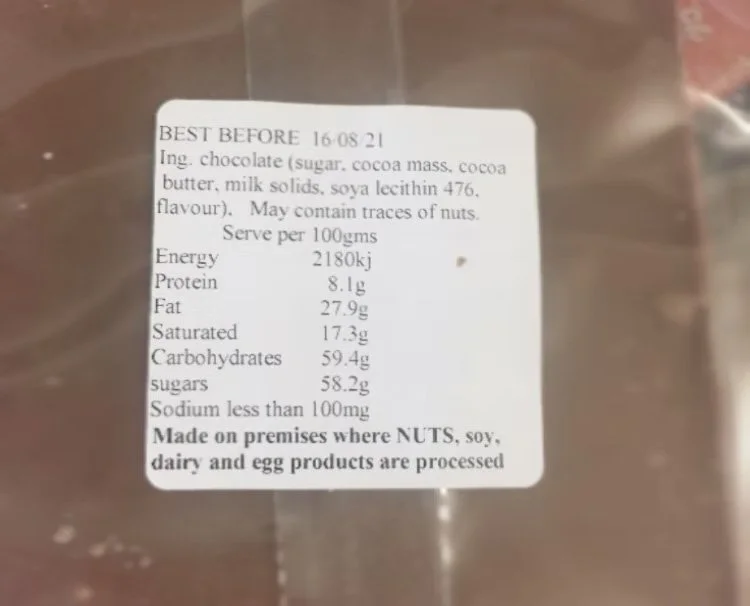 BEST BEFORE 16/08/21
Ing. chocolate (sugar, cocoa mass, cocoa
butter, milk solids, soya lecithin 476,
flavour). May contain traces of nuts.
Serve per 100gms
Energy 2180kj
Protein 8.1g
Fat 27.9g
Saturated 17.3g
Carbohydrates 59.4g
sugars 58.2g
Sodium less than 100mg
Made on premises where NUTS, soy,
dairy and egg products are processed